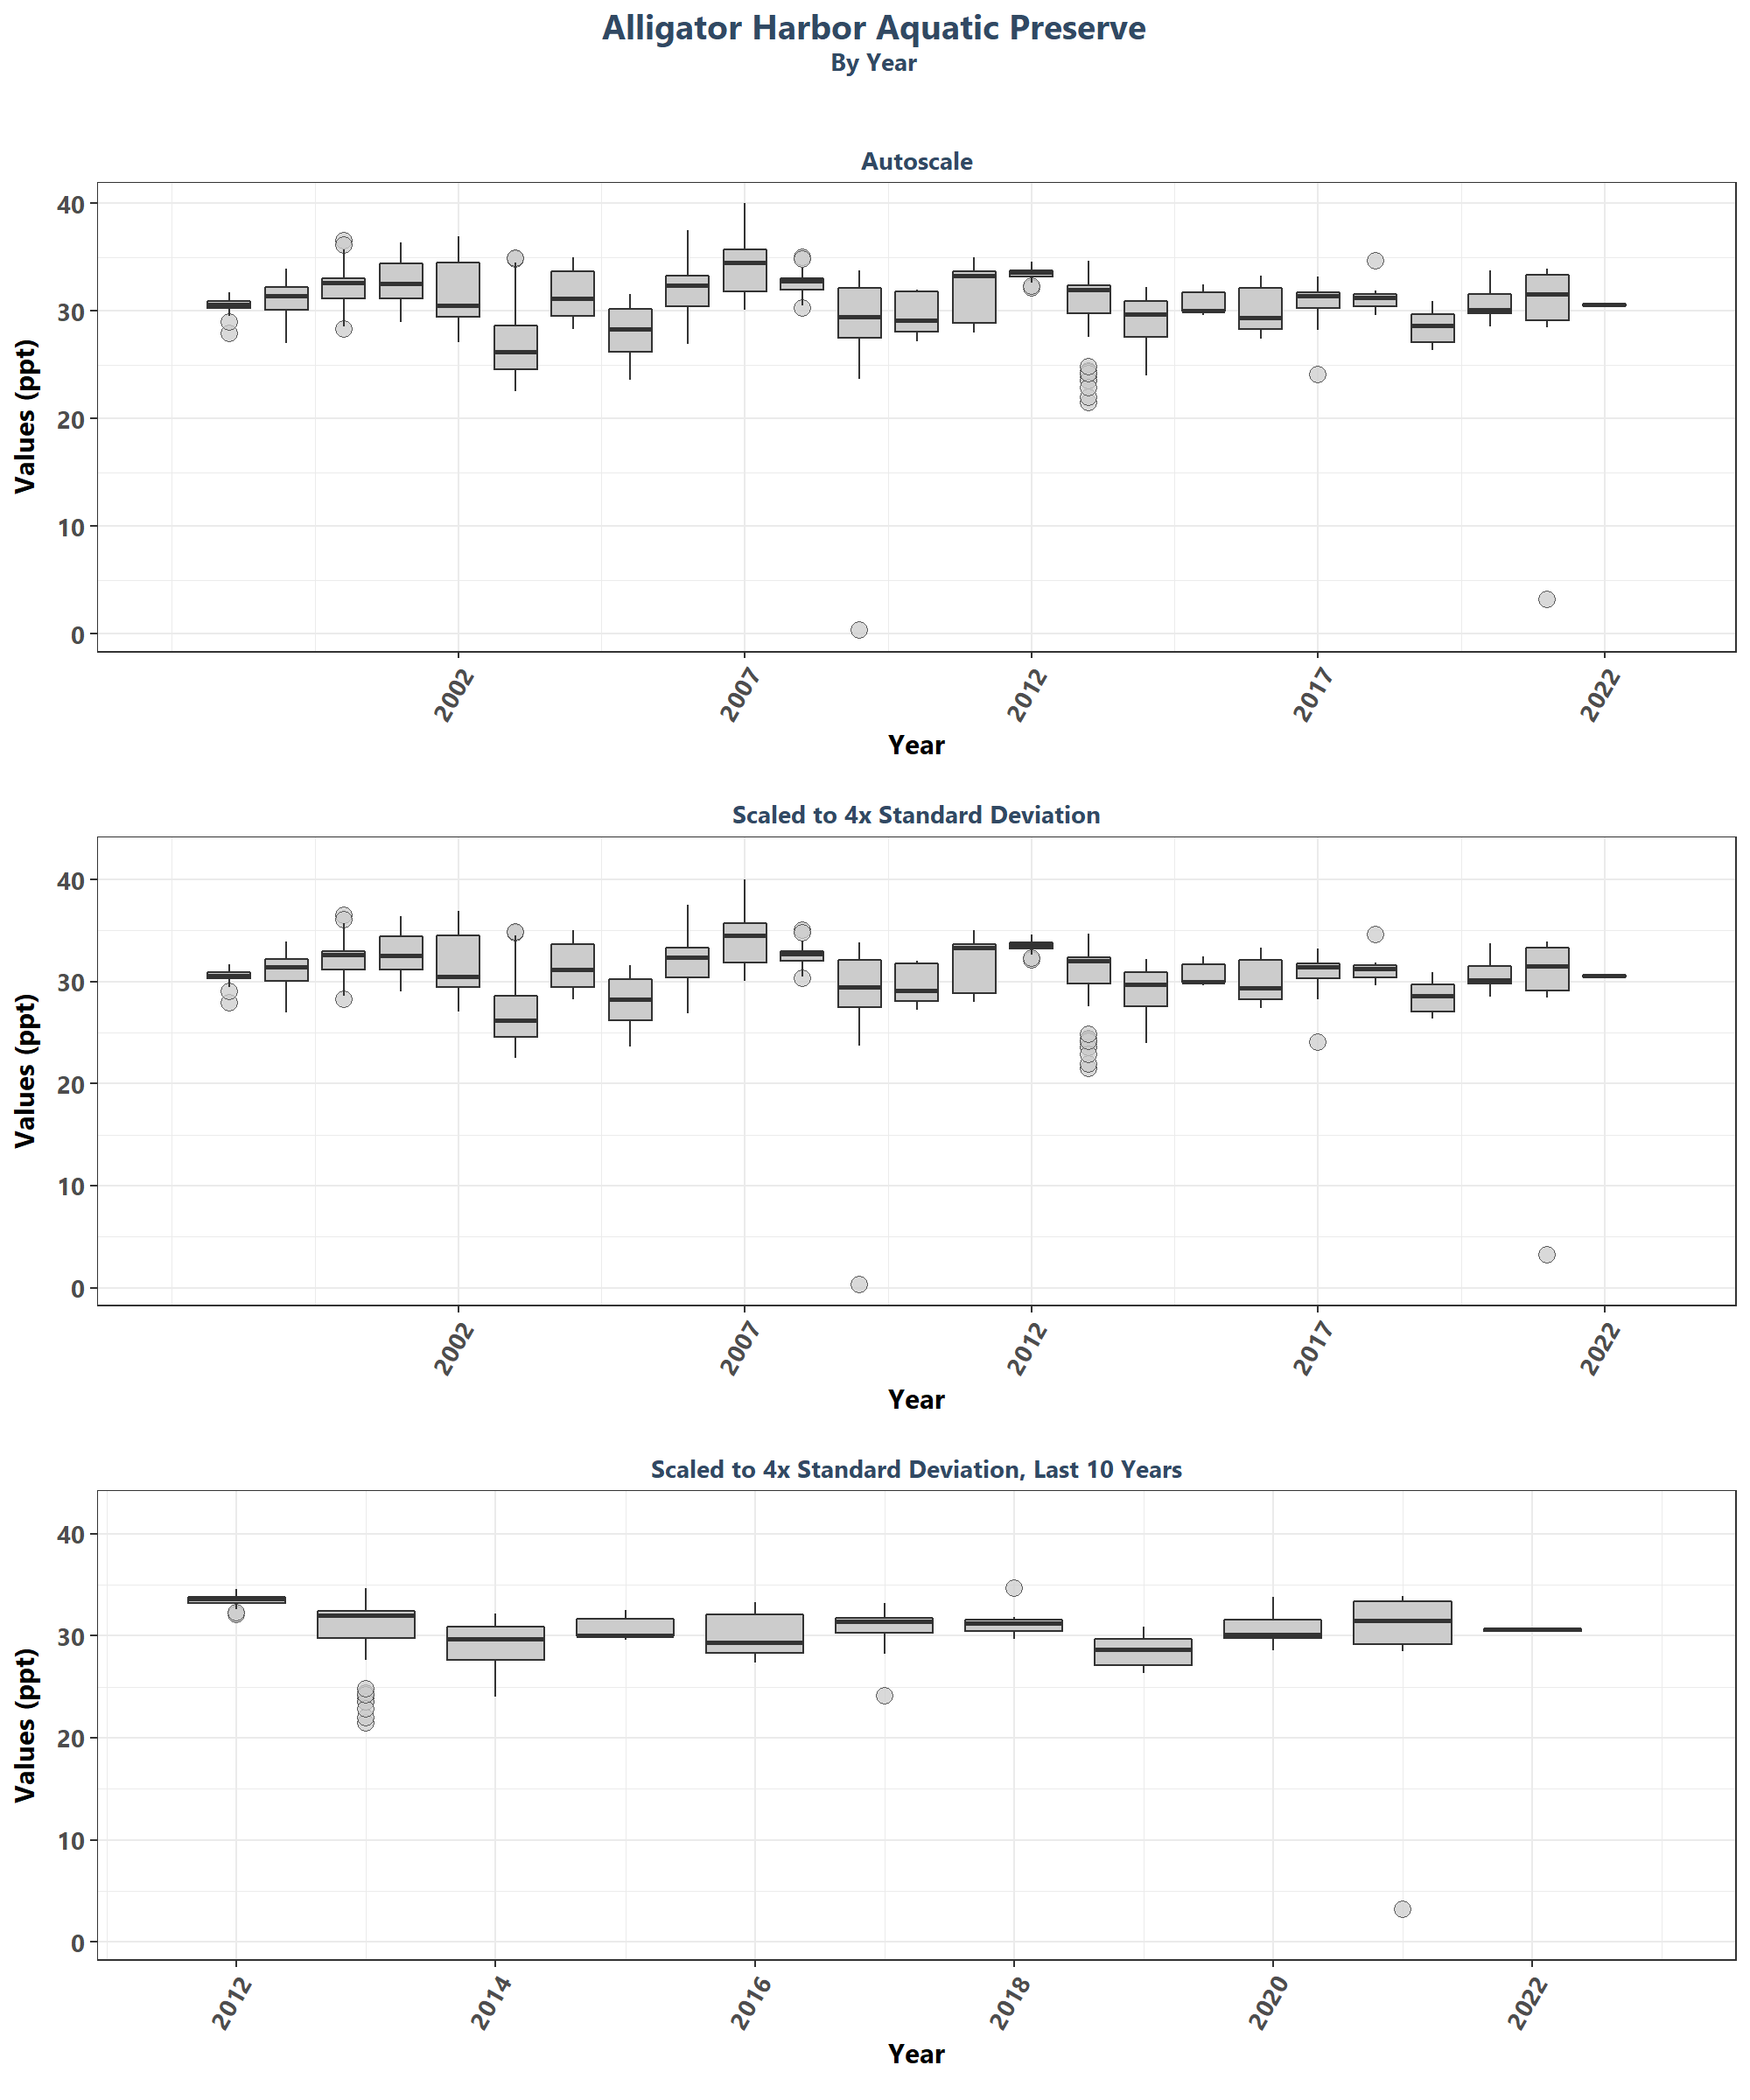 Alligator Harbor Aquatic Preserve
By Year
Autoscale
Values (ppt)
40
30
20
10
0
2002 2007 2012 2017 2022
Year
Scaled to 4x Standard Deviation
Values (ppt)
40
30
20
10
0
2002 2007 2012 2017 2022
Year
Scaled to 4x Standard Deviation, Last 10 Years
Values (ppt)
40
30
20
10
0
2012 2014 2016 2018 2020 2022
Year